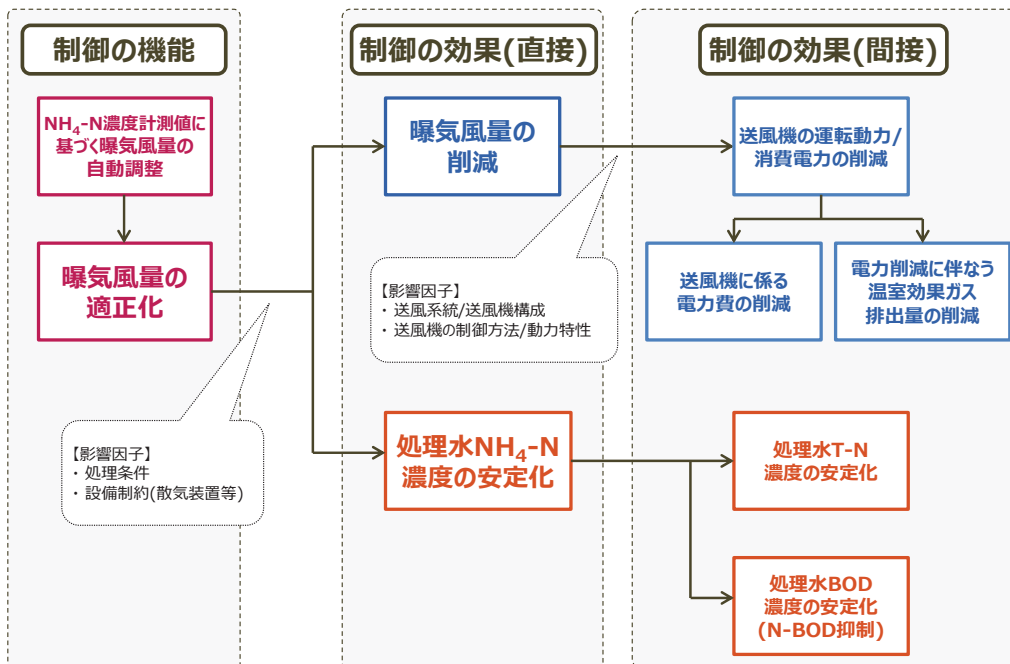 制御の機能
NH₄-N濃度計測値に
基づく曝気風量の
自動調整
曝気風量の
適正化
【影響因子】
・処理条件
・設備制約(散気装置等)
制御の効果(直接)
曝気風量の
削減
【影響因子】
・送風系統/送風機構成
・送風機の制御方法/動力特性
処理水NH₄-N
濃度の安定化
制御の効果(間接)
送風機の運転動力/
消費電力の削減
送風機に係る
電力費の削減
電力削減に伴なう
温室効果ガス
排出量の削減
処理水T-N
濃度の安定化
処理水BOD
濃度の安定化
(N-BOD抑制)